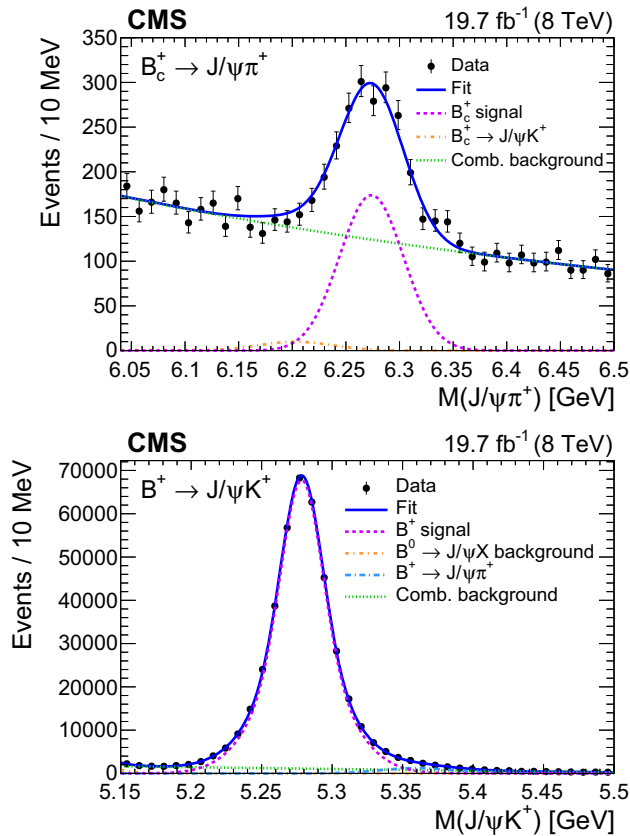 CMS 19.7 fb⁻¹ (8 TeV)
350
300
250
200
150
100
50
0
Events / 10 MeV
B_c⁺ → J/ψπ⁺
Data
Fit
B_c⁺ signal
B_c⁺ → J/ψK⁺
Comb. background
6.05 6.1 6.15 6.2 6.25 6.3 6.35 6.4 6.45 6.5
M(J/ψπ⁺) [GeV]
CMS 19.7 fb⁻¹ (8 TeV)
70000
60000
50000
40000
30000
20000
10000
0
Events / 10 MeV
B⁺ → J/ψK⁺
Data
Fit
B⁺ signal
B⁰ → J/ψX background
B⁺ → J/ψπ⁺
Comb. background
5.15 5.2 5.25 5.3 5.35 5.4 5.45 5.5
M(J/ψK⁺) [GeV]